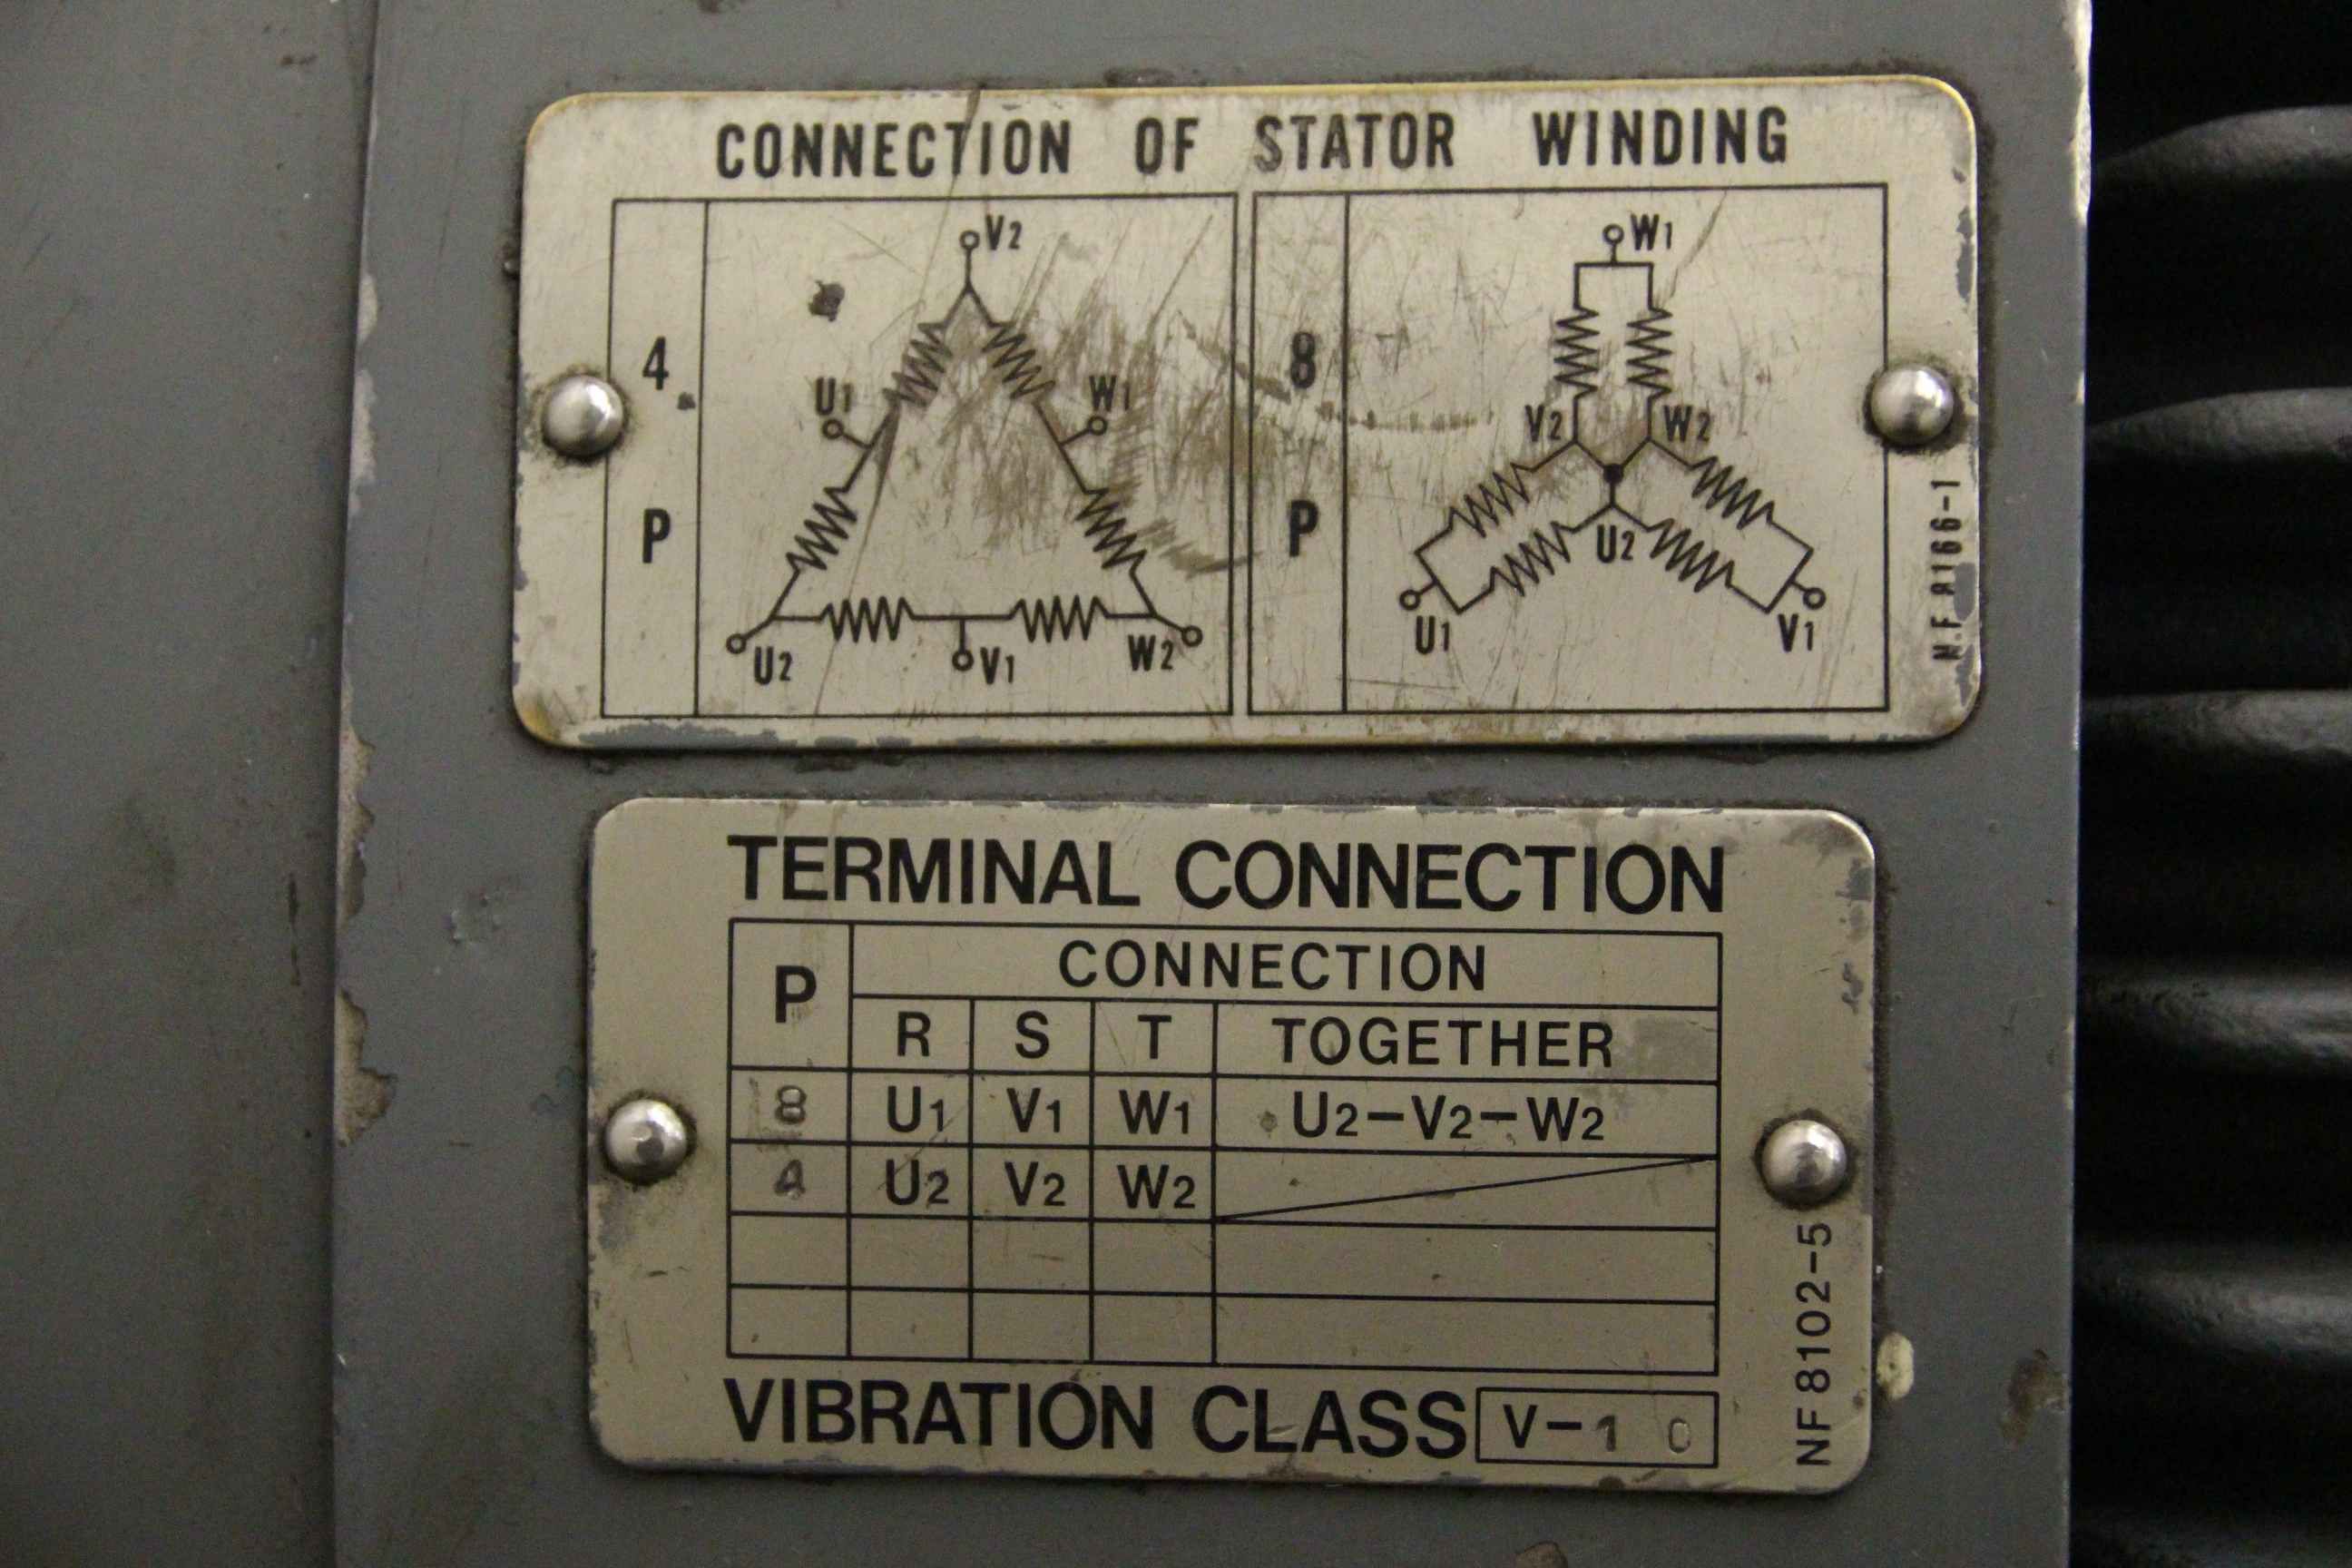 CONNECTION OF STATOR WINDING
4 P
V2
U1 W1
U2 V1 W2
8 P
W1
V2 W2
U2
U1 V1
N.F. 8166-1
TERMINAL CONNECTION
P CONNECTION
R S T TOGETHER
8 U1 V1 W1 U2-V2-W2
4 U2 V2 W2
VIBRATION CLASS V-10
NF 8102-5